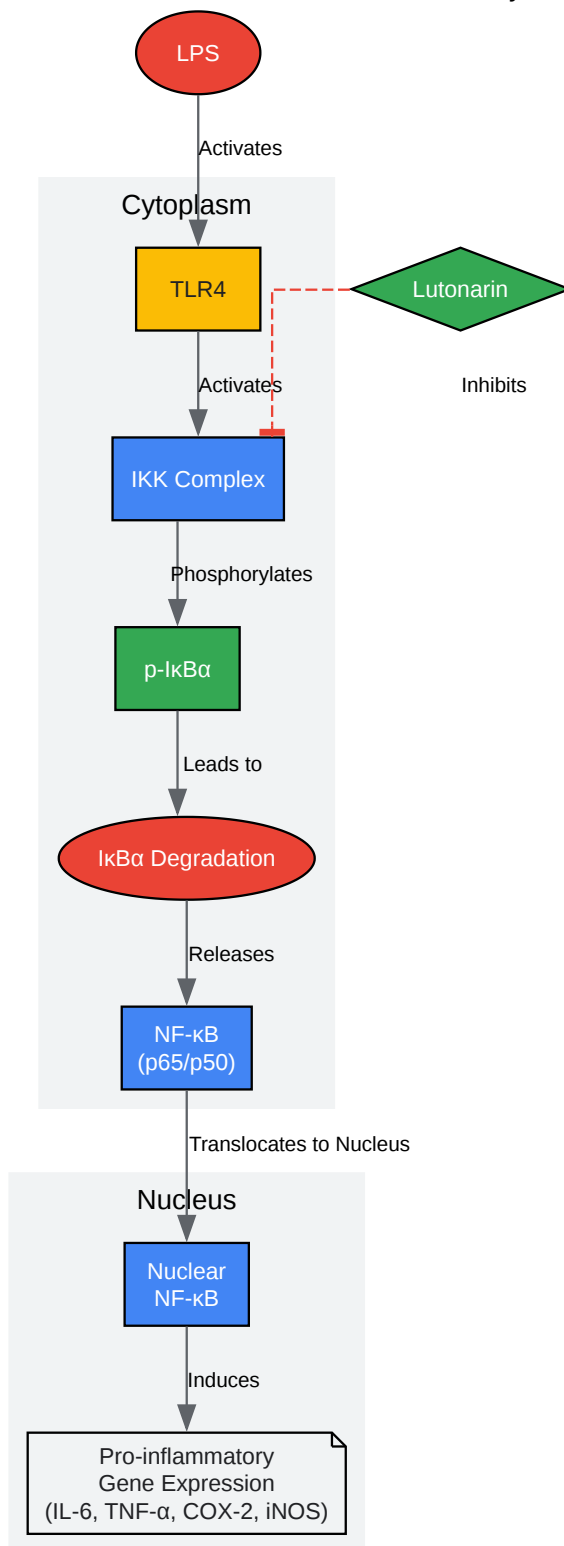 LPS
Activates
Cytoplasm
TLR4
Lutonarin
Activates
Inhibits
IKK Complex
Phosphorylates
p-IκBα
Leads to
IκBα Degradation
Releases
NF-κB
(p65/p50)
Translocates to Nucleus
Nucleus
Nuclear
NF-κB
Induces
Pro-inflammatory
Gene Expression
(IL-6, TNF-α, COX-2, iNOS)